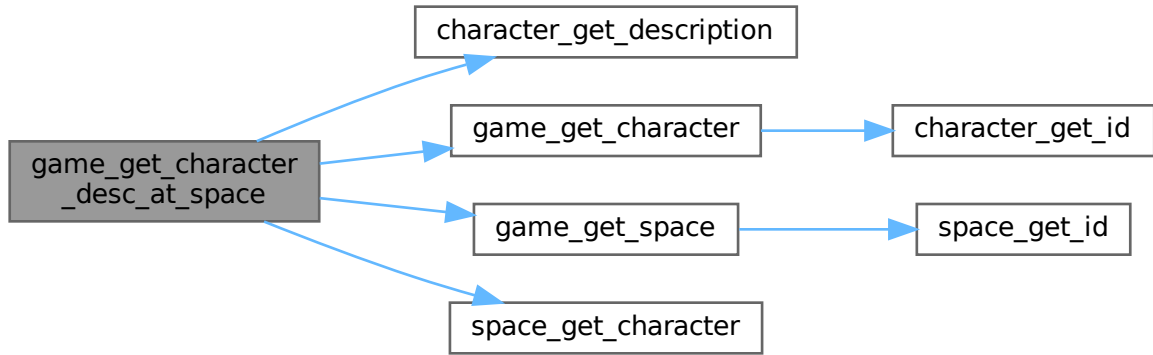 character_get_description
game_get_character
character_get_id
game_get_character
_desc_at_space
game_get_space
space_get_id
space_get_character